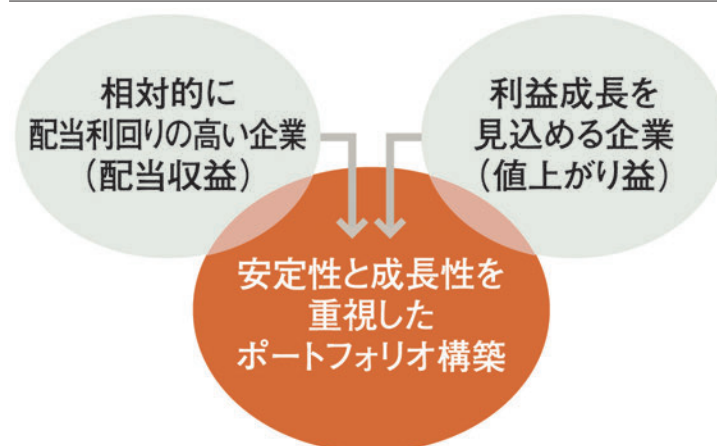 相対的に
配当利回りの高い企業
（配当収益）
利益成長を
見込める企業
（値上がり益）
安定性と成長性を
重視した
ポートフォリオ構築